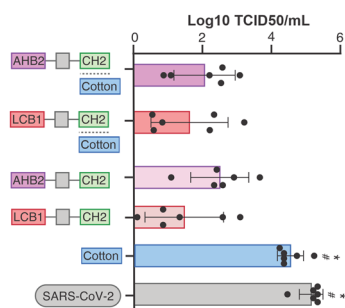 Log10 TCID50/mL
0 2 4 6
AHB2 CH2
Cotton
LCB1 CH2
Cotton
AHB2 CH2
LCB1 CH2
Cotton # *
SARS-CoV-2 # *